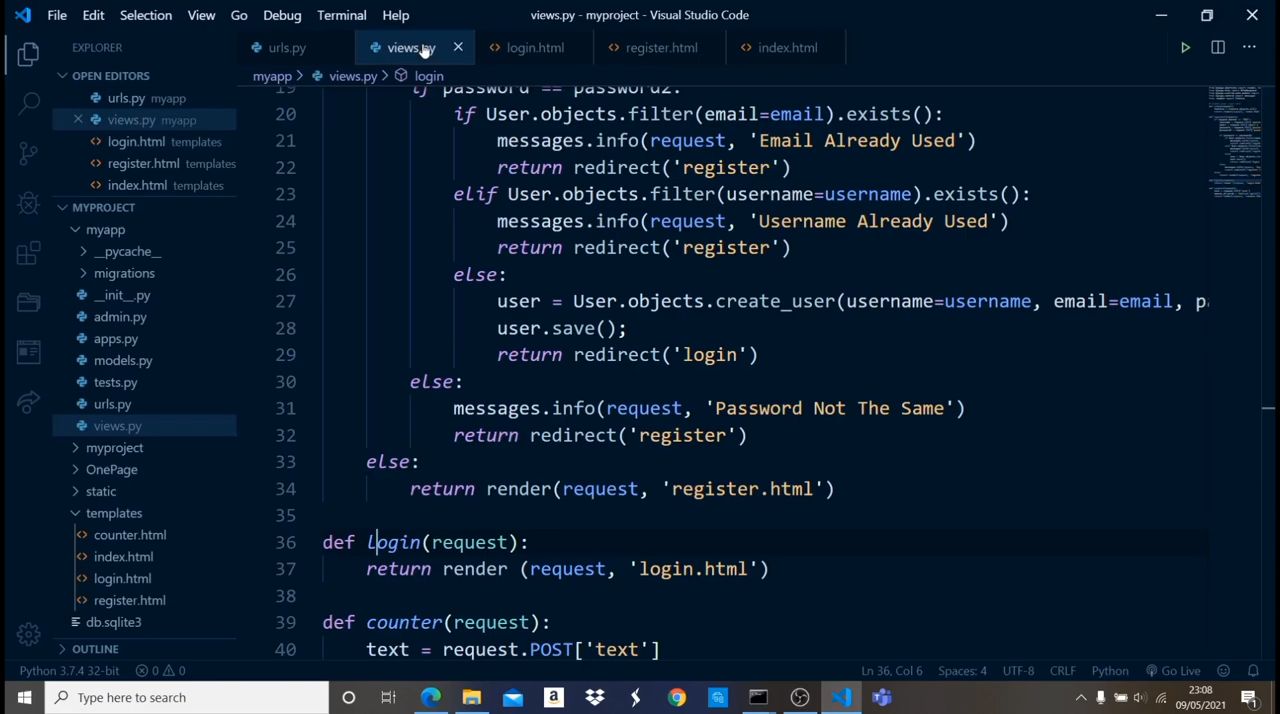 File Edit Selection View Go Debug Terminal Help
views.py - myproject - Visual Studio Code
EXPLORER
urls.py
views.py
login.html
register.html
index.html
OPEN EDITORS
urls.py myapp
views.py myapp
login.html templates
register.html templates
index.html templates
MYPROJECT
myapp
__pycache__
migrations
__init__.py
admin.py
apps.py
models.py
tests.py
urls.py
views.py
myproject
OnePage
static
templates
counter.html
index.html
login.html
register.html
db.sqlite3
OUTLINE
myapp > views.py > login
19 if password == password2:
20 if User.objects.filter(email=email).exists():
21 messages.info(request, 'Email Already Used')
22 return redirect('register')
23 elif User.objects.filter(username=username).exists():
24 messages.info(request, 'Username Already Used')
25 return redirect('register')
26 else:
27 user = User.objects.create_user(username=username, email=email, pa
28 user.save();
29 return redirect('login')
30 else:
31 messages.info(request, 'Password Not The Same')
32 return redirect('register')
33 else:
34 return render(request, 'register.html')
35
36 def login(request):
37 return render (request, 'login.html')
38
39 def counter(request):
40 text = request.POST['text']
Python 3.7.4 32-bit 0 0
Ln 36, Col 6 Spaces: 4 UTF-8 CRLF Python Go Live
Type here to search
23:08
09/05/2021
1